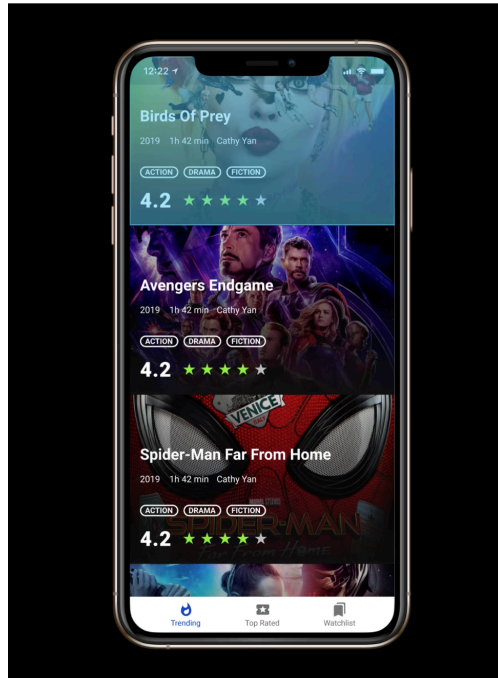 12:22
Birds Of Prey
2019 1h 42 min Cathy Yan
ACTION DRAMA FICTION
4.2
Avengers Endgame
2019 1h 42 min Cathy Yan
ACTION DRAMA FICTION
4.2
VENICE
Spider-Man Far From Home
2019 1h 42 min Cathy Yan
MARVEL STUDIOS
ACTION DRAMA FICTION
SPIDER-MAN
4.2
Far From Home
Trending Top Rated Watchlist